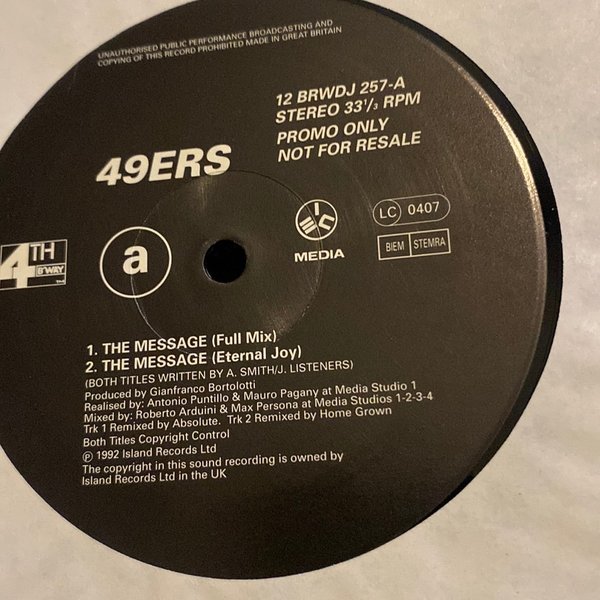 UNAUTHORISED PUBLIC PERFORMANCE BROADCASTING AND
COPYING OF THIS RECORD PROHIBITED MADE IN GREAT BRITAIN
12 BRWDJ 257-A
STEREO 33⅓ RPM
PROMO ONLY
NOT FOR RESALE
49ERS
4TH
B'WAY
TM
a
MEDIA
LC 0407
BIEM STEMRA
1. THE MESSAGE (Full Mix)
2. THE MESSAGE (Eternal Joy)
(BOTH TITLES WRITTEN BY A. SMITH/J. LISTENERS)
Produced by Gianfranco Bortolotti
Realised by: Antonio Puntillo & Mauro Pagany at Media Studio 1
Mixed by: Roberto Arduini & Max Persona at Media Studios 1-2-3-4
Trk 1 Remixed by Absolute. Trk 2 Remixed by Home Grown
Both Titles Copyright Control
℗ 1992 Island Records Ltd
The copyright in this sound recording is owned by
Island Records Ltd in the UK